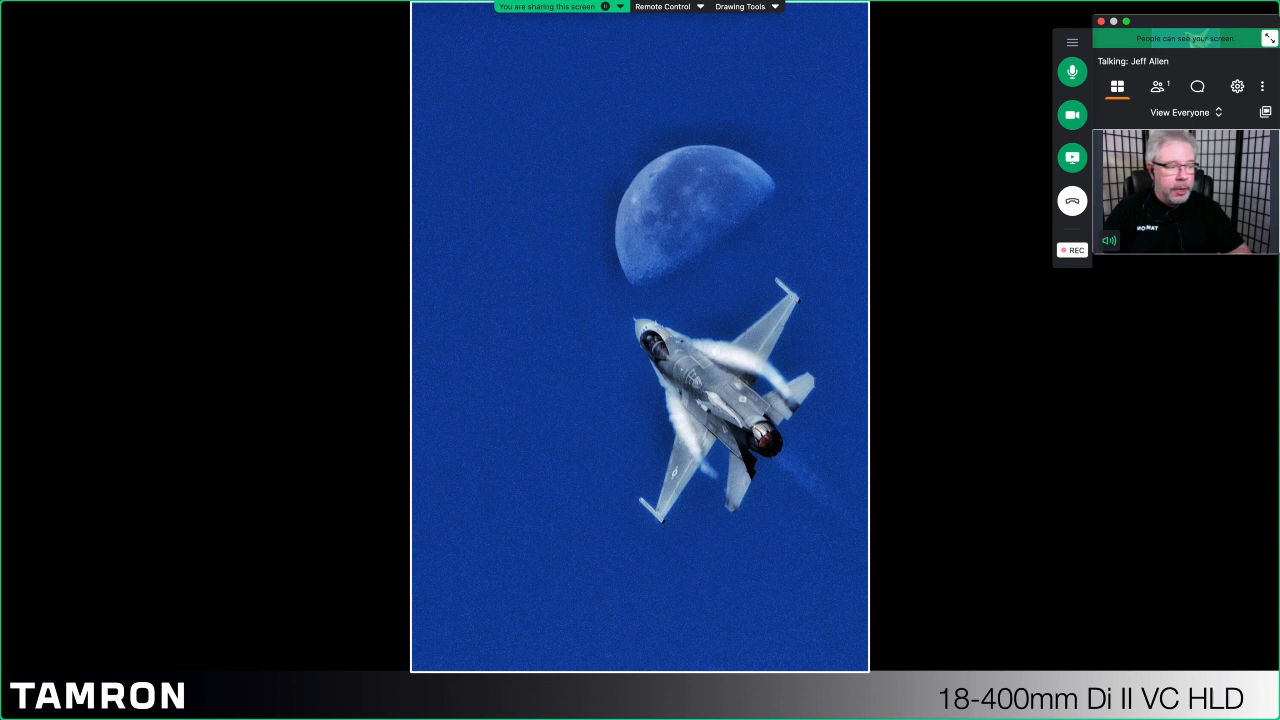 You are sharing this screen
Remote Control
Drawing Tools
People can see your screen.
Talking: Jeff Allen
1
View Everyone
REC
TAMRON
18-400mm Di II VC HLD